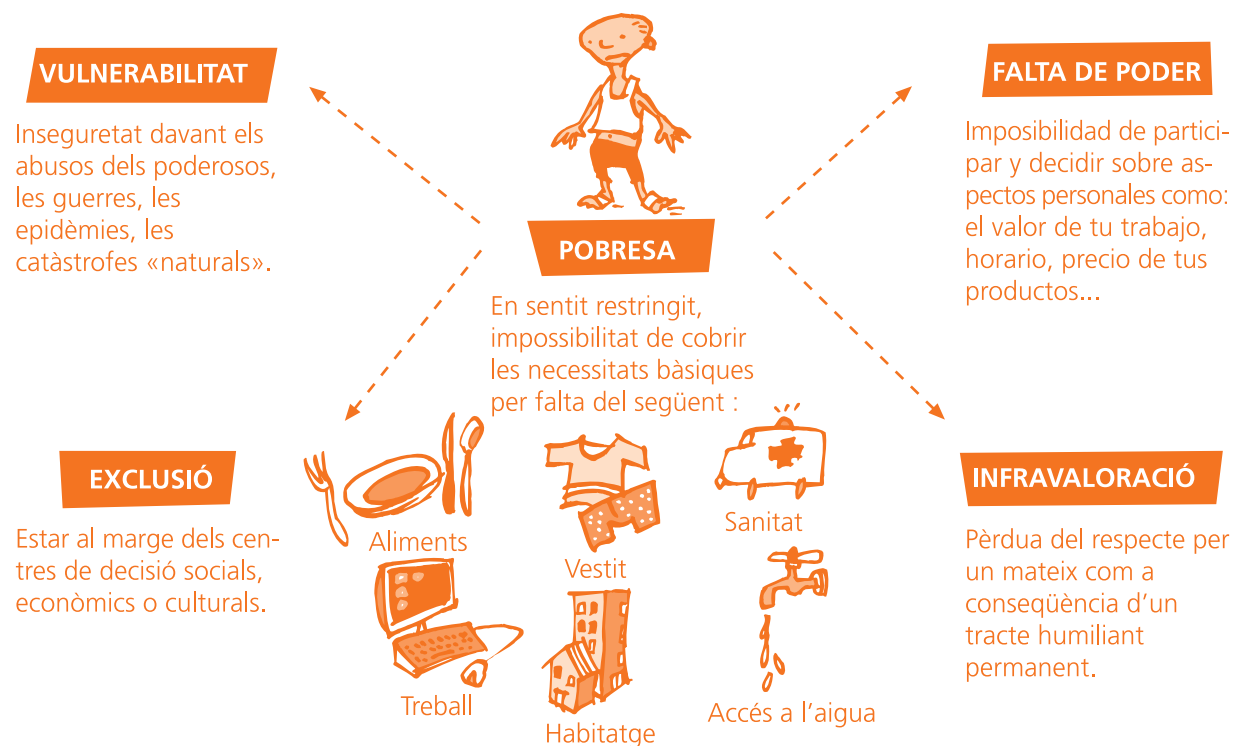 VULNERABILITAT
Inseguretat davant els
abusos dels poderosos,
les guerres, les
epidèmies, les
catàstrofes «naturals».
FALTA DE PODER
Imposibilidad de partici-
par y decidir sobre as-
pectos personales como:
el valor de tu trabajo,
horario, precio de tus
productos...
POBRESA
En sentit restringit,
impossibilitat de cobrir
les necessitats bàsiques
per falta del següent :
Aliments
Vestit
Sanitat
Treball
Habitatge
Accés a l’aigua
EXCLUSIÓ
Estar al marge dels cen-
tres de decisió socials,
econòmics o culturals.
INFRAVALORACIÓ
Pèrdua del respecte per
un mateix com a
conseqüència d’un
tracte humiliant
permanent.